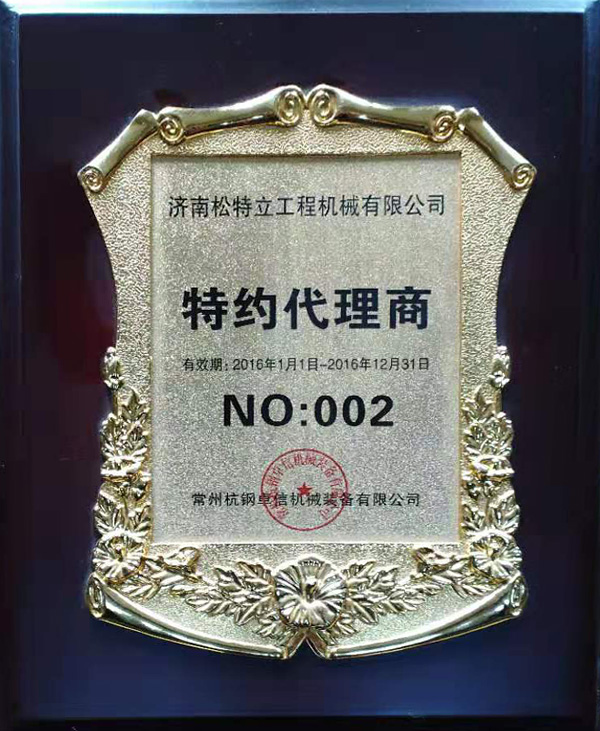 济南松特立工程机械有限公司
特约代理商
有效期：2016年1月1日-2016年12月31日
NO:002
常州杭钢卓信机械装备有限公司